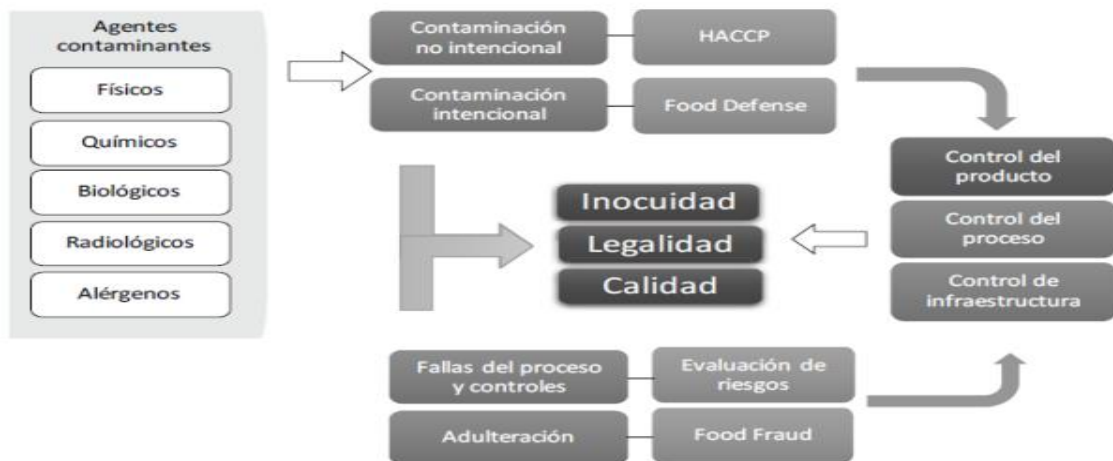 Agentes
contaminantes
Físicos
Químicos
Biológicos
Radiológicos
Alérgenos
Contaminación
no intencional
HACCP
Contaminación
intencional
Food Defense
Control del
producto
Control del
proceso
Control de
infraestructura
Inocuidad
Legalidad
Calidad
Fallas del proceso
y controles
Evaluación de
riesgos
Adulteración
Food Fraud